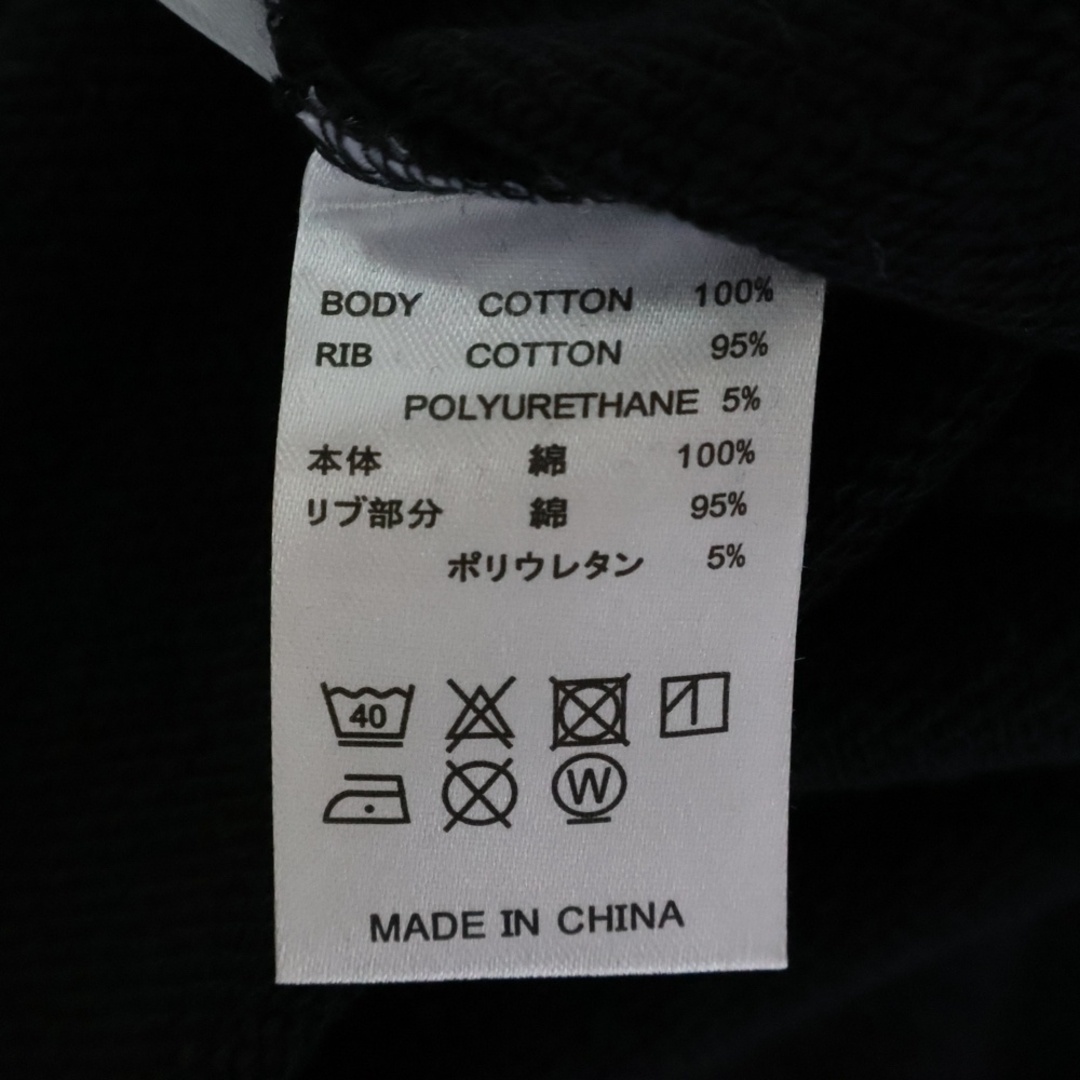 BODY COTTON 100%
RIB COTTON 95%
POLYURETHANE 5%
本体 綿 100%
リブ部分 綿 95%
ポリウレタン 5%
40
W
MADE IN CHINA